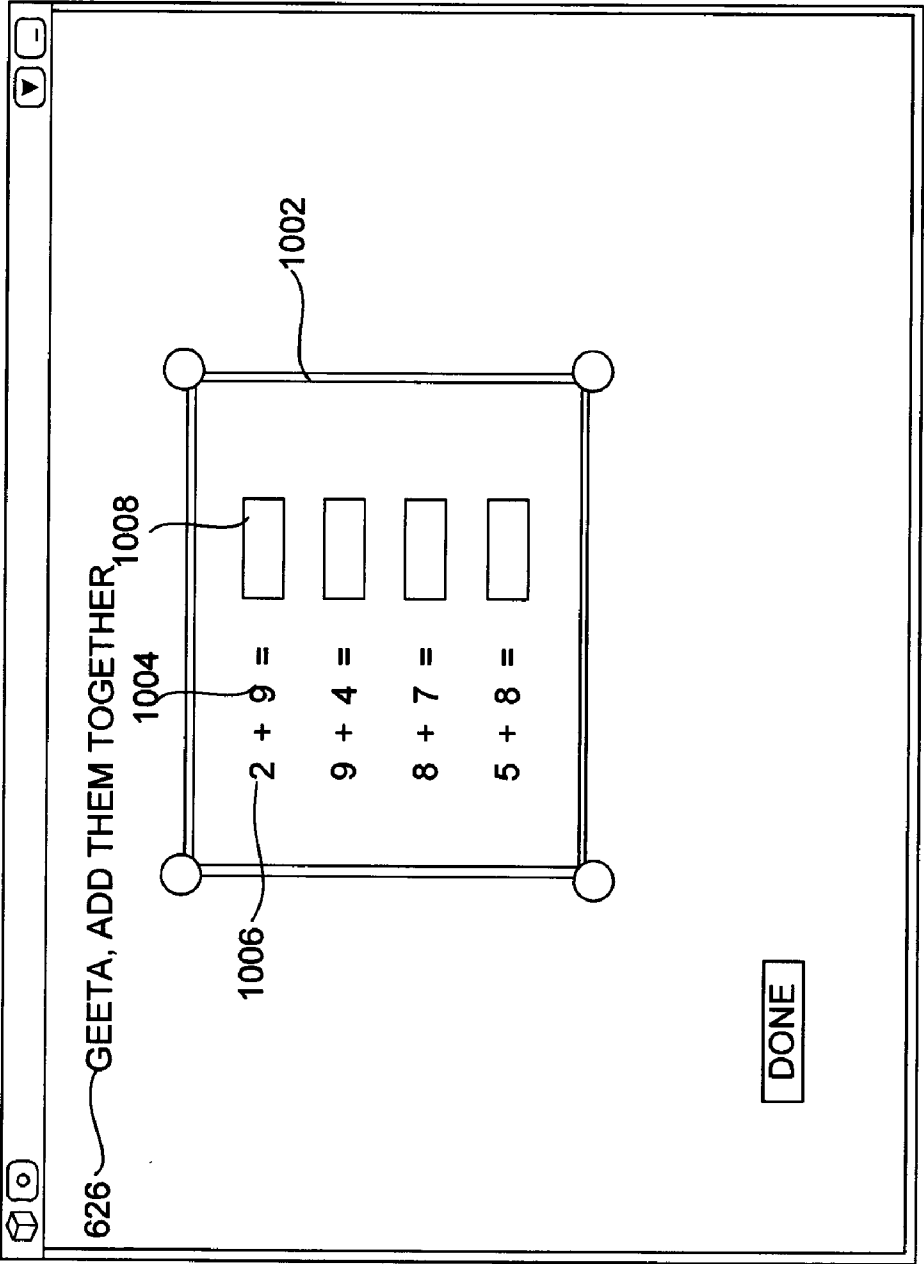 626
GEETA, ADD THEM TOGETHER
1004
1008
1006
1002
2 + 9 =
9 + 4 =
8 + 7 =
5 + 8 =
DONE